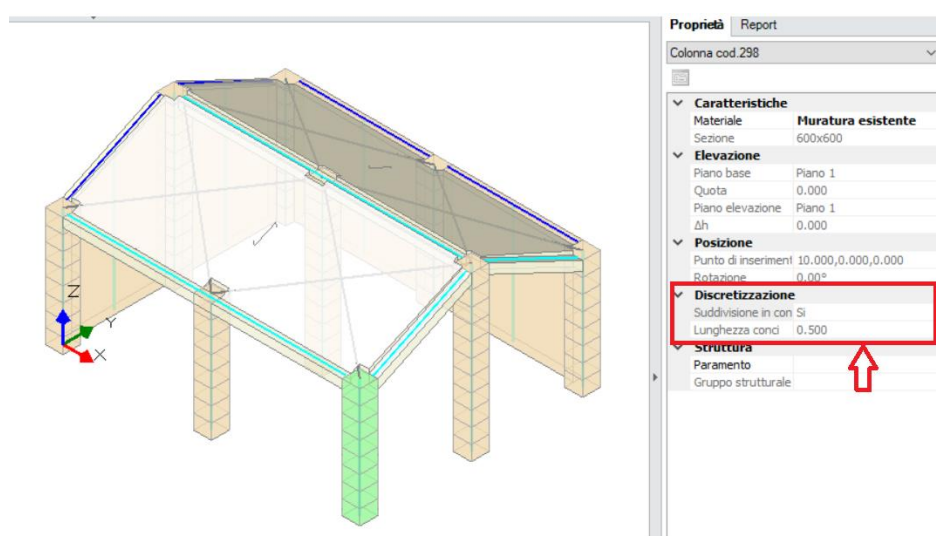 Proprietà Report
Colonna cod.298
Caratteristiche
Materiale Muratura esistente
Sezione 600x600
Elevazione
Piano base Piano 1
Quota 0.000
Piano elevazione Piano 1
Δh 0.000
Posizione
Punto di inseriment 10.000,0.000,0.000
Rotazione 0.00°
Discretizzazione
Suddivisione in con Si
Lunghezza conci 0.500
Struttura
Paramento
Gruppo strutturale
Z
Y
X